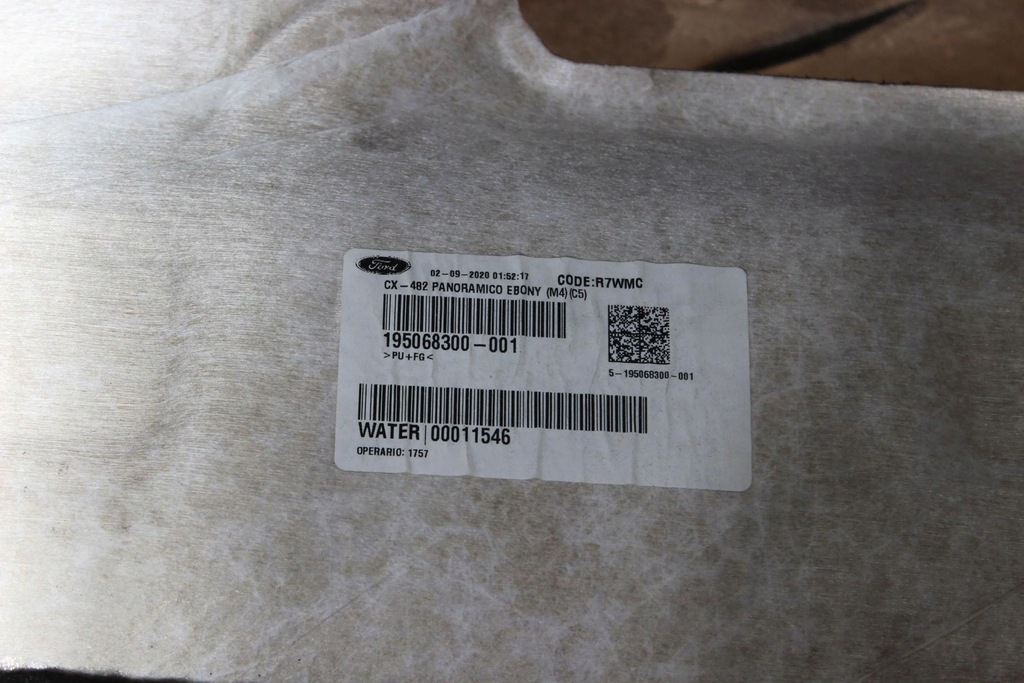 Ford
02-09-2020 01:52:17 CODE:R7WMC
CX-482 PANORAMICO EBONY (M4)(C5)
195068300-001
>PU+FG<
5-195068300-001
WATER|00011546
OPERARIO: 1757